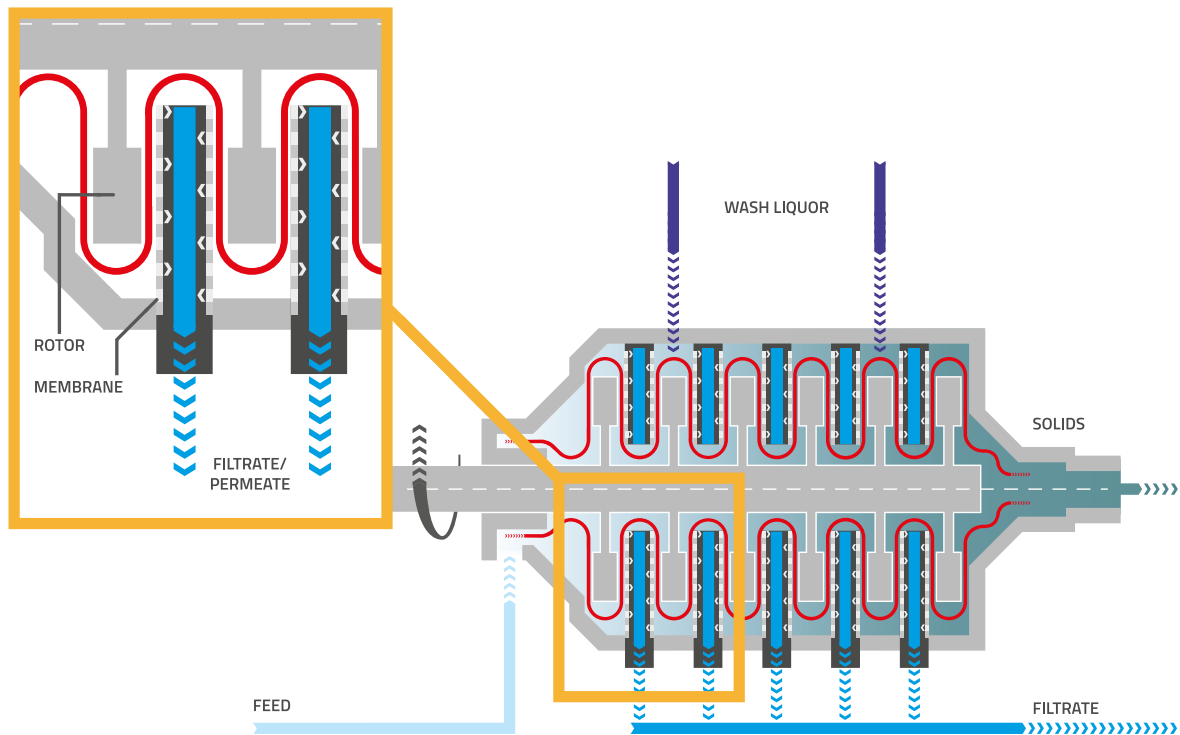 WASH LIQUOR
ROTOR
MEMBRANE
FILTRATE/
PERMEATE
SOLIDS
FEED
FILTRATE